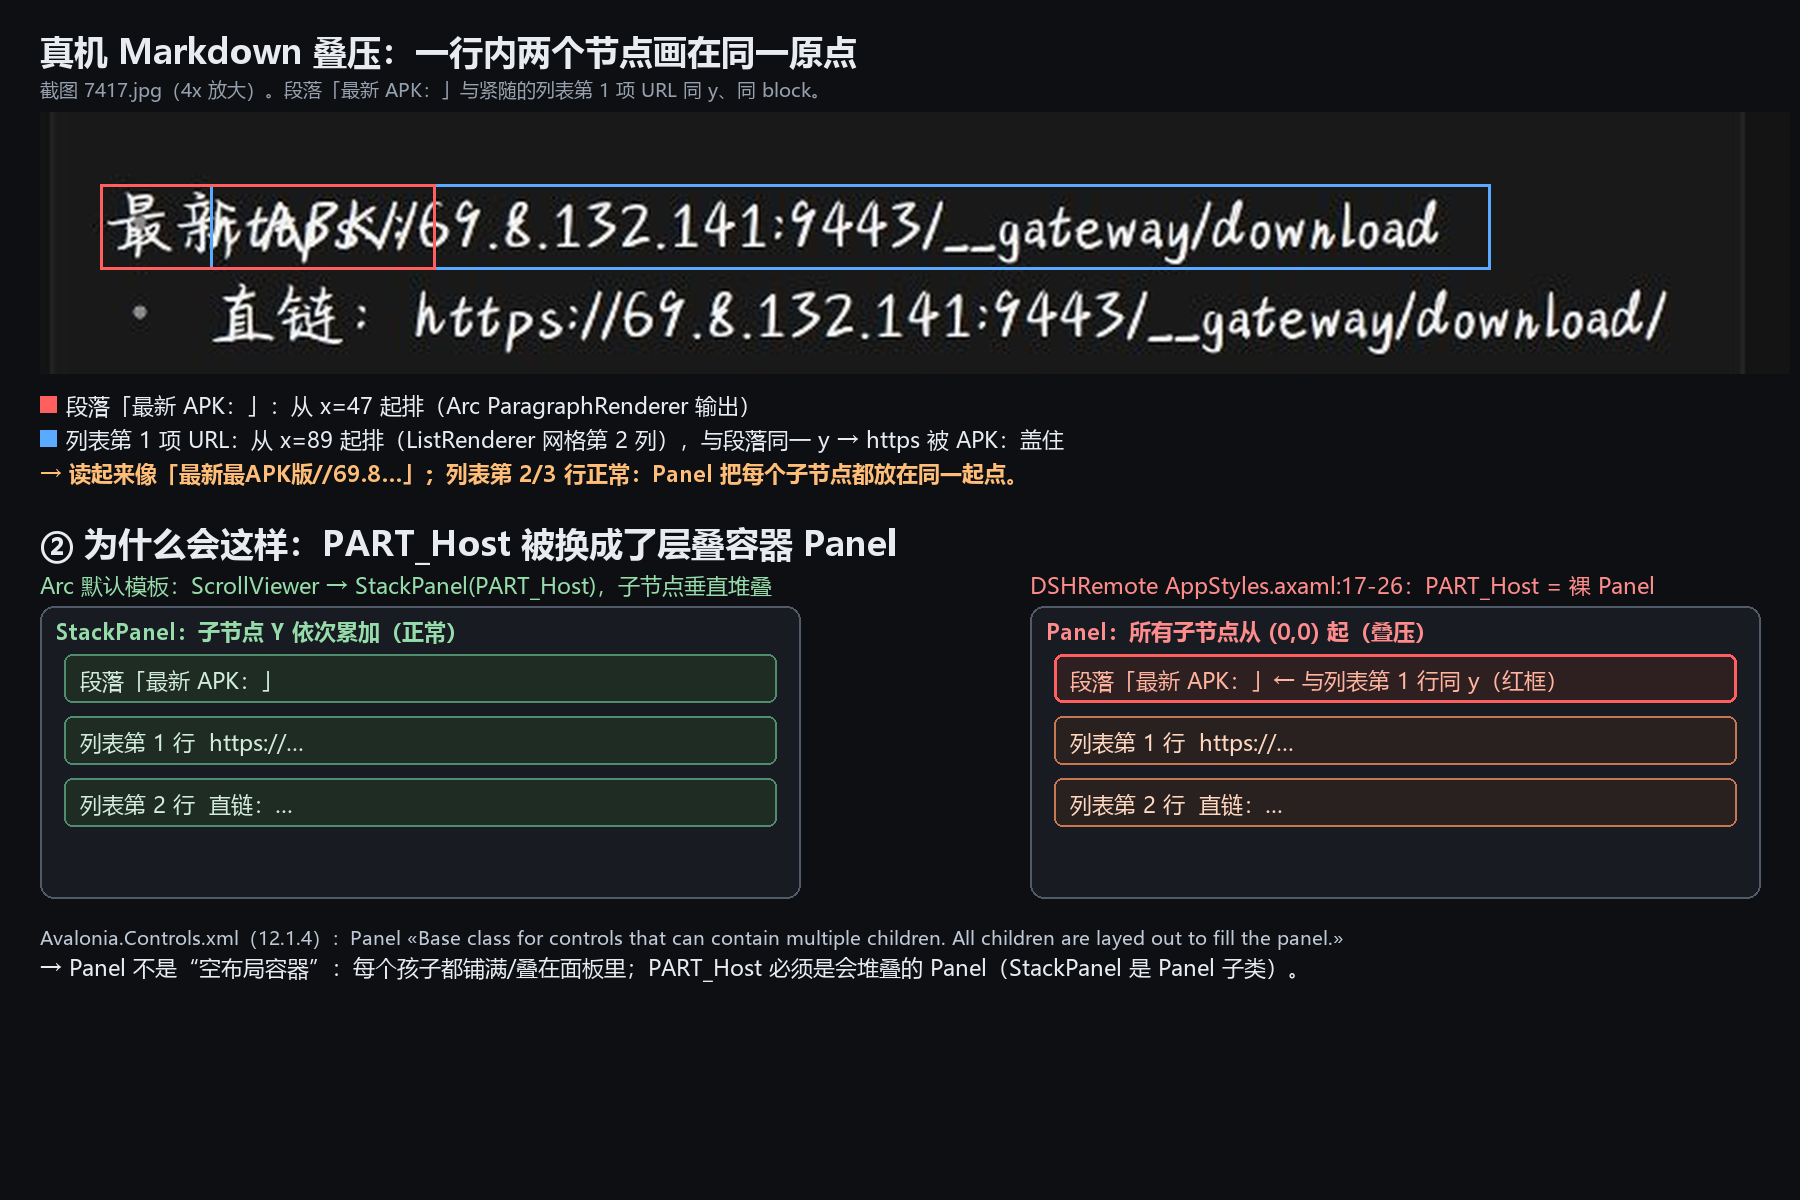 真机 Markdown 叠压：一行内两个节点画在同一原点
截图 7417.jpg（4x 放大）。段落「最新 APK：」与紧随的列表第 1 项 URL 同 y、同 block。
最新 APK：https://69.8.132.141:9443/__gateway/download
• 直链：https://69.8.132.141:9443/__gateway/download/
段落「最新 APK：」：从 x=47 起排（Arc ParagraphRenderer 输出）
列表第 1 项 URL：从 x=89 起排（ListRenderer 网格第 2 列），与段落同一 y → https 被 APK：盖住
→ 读起来像「最新最APK版//69.8...」；列表第 2/3 行正常：Panel 把每个子节点都放在同一起点。
② 为什么会这样：PART_Host 被换成了层叠容器 Panel
Arc 默认模板：ScrollViewer → StackPanel(PART_Host)，子节点垂直堆叠
StackPanel：子节点 Y 依次累加（正常）
段落「最新 APK：」
列表第 1 行 https://...
列表第 2 行 直链：...
DSHRemote AppStyles.axaml:17-26：PART_Host = 裸 Panel
Panel：所有子节点从 (0,0) 起（叠压）
段落「最新 APK：」← 与列表第 1 行同 y（红框）
列表第 1 行 https://...
列表第 2 行 直链：...
Avalonia.Controls.xml（12.1.4）：Panel «Base class for controls that can contain multiple children. All children are layed out to fill the panel.»
→ Panel 不是“空布局容器”：每个孩子都铺满/叠在面板里；PART_Host 必须是会堆叠的 Panel（StackPanel 是 Panel 子类）。